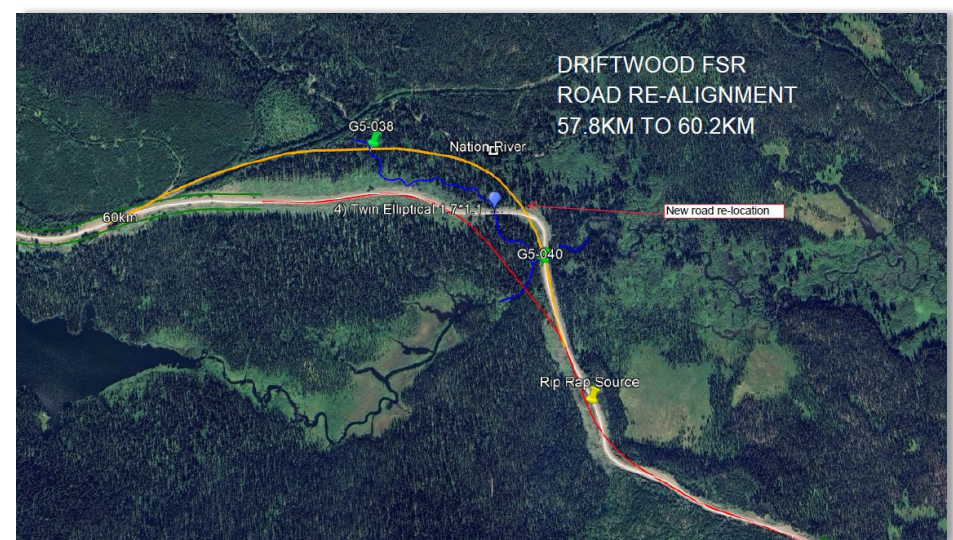 DRIFTWOOD FSR
ROAD RE-ALIGNMENT
57.8KM TO 60.2KM
G5-038
Nation River
4) Twin Elliptical 1.7*1.1
New road re-location
60km
G5-040
Rip Rap Source